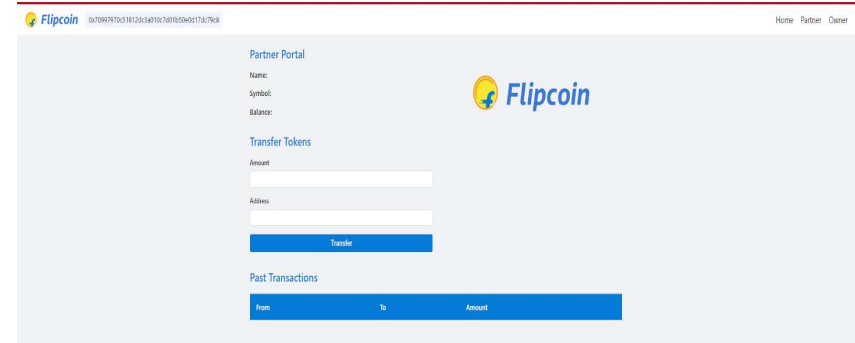 Flipcoin 0x70997970c51812dc3a010c7d01b50e0d17dc79c8 Home Partner Owner
Partner Portal
Name:
Symbol:
Flipcoin
Balance:
Transfer Tokens
Amount
Address
Transfer
Past Transactions
From To Amount